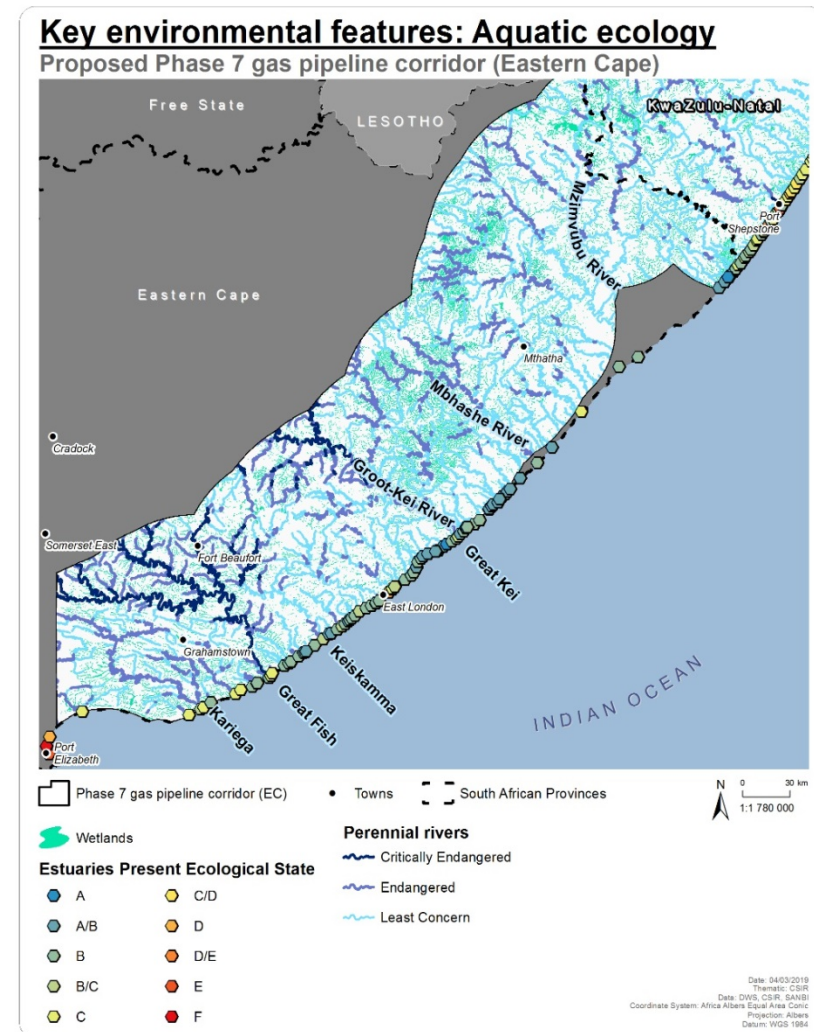 Key environmental features: Aquatic ecology
Proposed Phase 7 gas pipeline corridor (Eastern Cape)
Free State
LESOTHO
KwaZulu-Natal
Mzimvubu River
Port
Shepstone
Eastern Cape
Mthatha
Mbhashe River
Cradock
Groot-Kei River
Somerset East
Fort Beaufort
Great Kei
East London
Grahamstown
Keiskamma
Great Fish
Kariega
INDIAN OCEAN
Port
Elizabeth
Phase 7 gas pipeline corridor (EC)
Towns
South African Provinces
N
0 30 km
1:1 780 000
Wetlands
Estuaries Present Ecological State
A
A/B
B
B/C
C
C/D
D
D/E
E
F
Perennial rivers
Critically Endangered
Endangered
Least Concern
Date: 04/03/2019
Thematic: CSIR
Data: DWS, CSIR, SANBI
Coordinate System: Africa Albers Equal Area Conic
Projection: Albers
Datum: WGS 1984